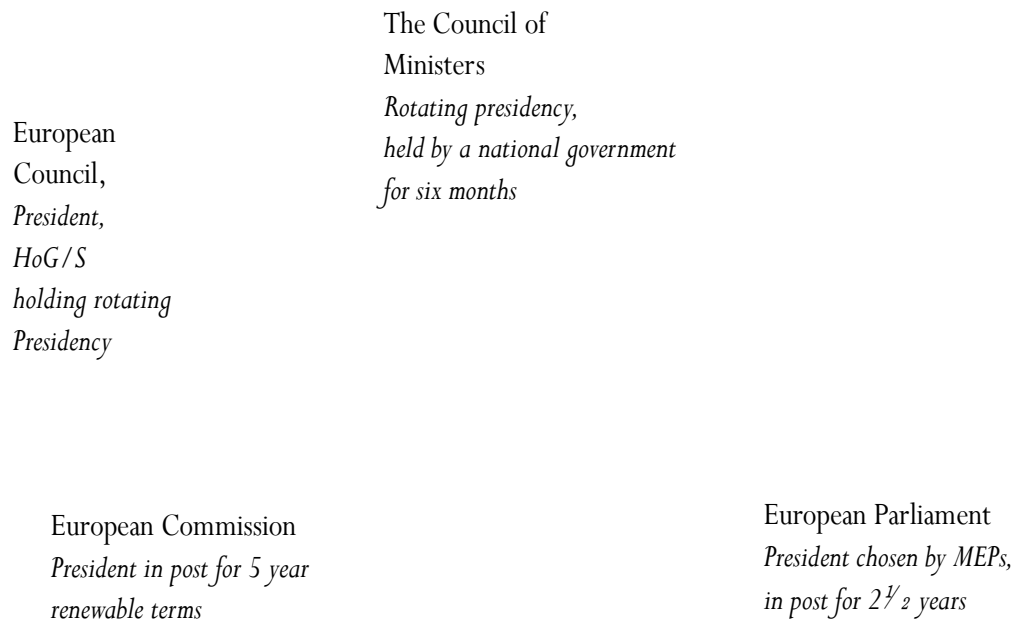 The Council of
Ministers
Rotating presidency,
held by a national government
for six months
European
Council,
President,
HoG/S
holding rotating
Presidency
European Commission
President in post for 5 year
renewable terms
European Parliament
President chosen by MEPs,
in post for 2½ years